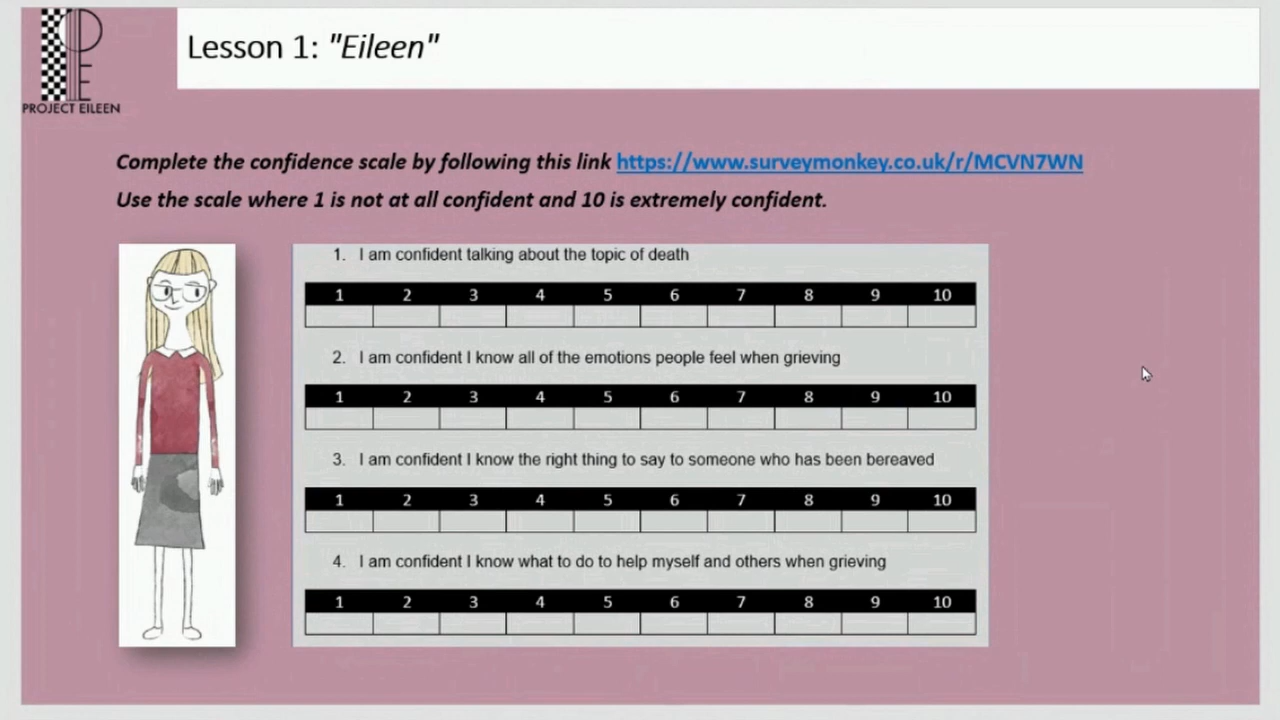 Lesson 1: "Eileen"
PROJECT EILEEN
Complete the confidence scale by following this link https://www.surveymonkey.co.uk/r/MCVN7WN
Use the scale where 1 is not at all confident and 10 is extremely confident.
1. I am confident talking about the topic of death
1 2 3 4 5 6 7 8 9 10
2. I am confident I know all of the emotions people feel when grieving
1 2 3 4 5 6 7 8 9 10
3. I am confident I know the right thing to say to someone who has been bereaved
1 2 3 4 5 6 7 8 9 10
4. I am confident I know what to do to help myself and others when grieving
1 2 3 4 5 6 7 8 9 10